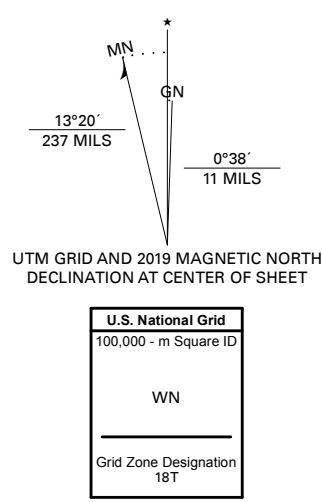 ★
MN
GN
13°20´
237 MILS
0°38´
11 MILS
UTM GRID AND 2019 MAGNETIC NORTH
DECLINATION AT CENTER OF SHEET
U.S. National Grid
100,000 - m Square ID
WN
Grid Zone Designation
18T